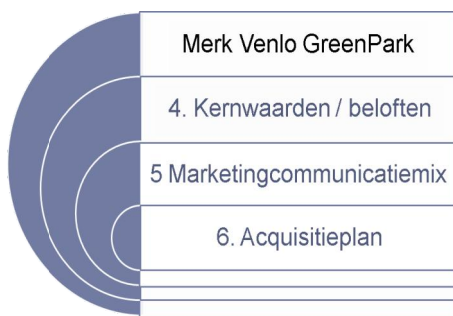 Merk Venlo GreenPark
4. Kernwaarden / beloften
5 Marketingcommunicatiemix
6. Acquisitieplan